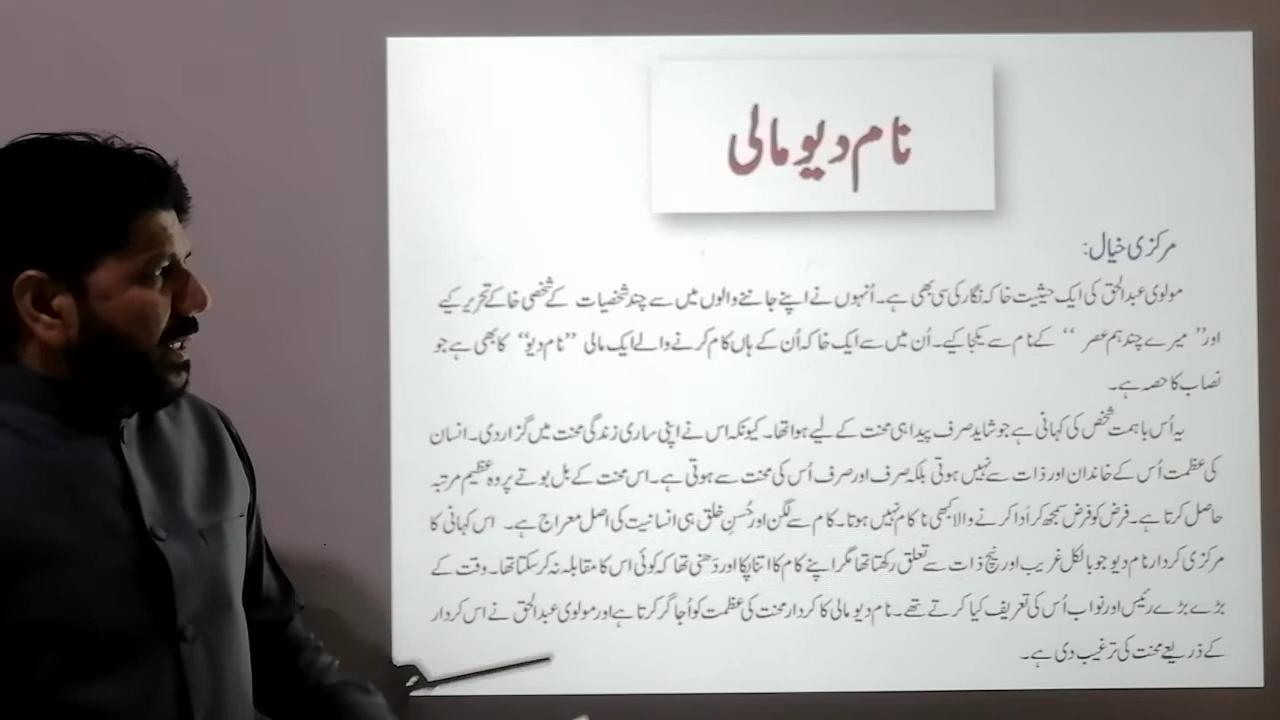 نام دیو مالی
مرکزی خیال:
مولوی عبدالحق کی ایک حیثیت خاکہ نگار کی سی بھی ہے۔ اُنہوں نے اپنے جاننے والوں میں سے چند شخصیات کے شخصی خاکے تحریر کیے
اور ’’ میرے چند ہم عصر ‘‘ کے نام سے یکجا کیے۔ اُن میں سے ایک خاکہ اُن کے ہاں کام کرنے والے ایک مالی ’’نام دیو‘‘ کا بھی ہے جو
نصاب کا حصہ ہے۔
یہ اُس باہمت شخص کی کہانی ہے جو شاید صرف پیدا ہی محنت کے لیے ہوا تھا۔ کیونکہ اس نے اپنی ساری زندگی محنت میں گزار دی۔ انسان
کی عظمت اُس کے خاندان اور ذات سے نہیں ہوتی بلکہ صرف اور صرف اُس کی محنت سے ہوتی ہے۔ اس محنت کے بل بوتے پر وہ عظیم مرتبہ
حاصل کرتا ہے۔ فرض کو فرض سمجھ کر اَدا کرنے والا کبھی ناکام نہیں ہوتا۔ کام سے لگن اور حُسنِ خلق ہی انسانیت کی اصل معراج ہے۔ اس کہانی کا
مرکزی کردار نام دیو جو بالکل غریب اور نیچ ذات سے تعلق رکھتا تھا مگر اپنے کام کا اتنا پکا اور دَھنی تھا کہ کوئی اس کا مقابلہ نہ کر سکتا تھا۔ وقت کے
بڑے بڑے رئیس اور نواب اُس کی تعریف کیا کرتے تھے۔ نام دیو مالی کا کردار محنت کی عظمت کو اُجاگر کرتا ہے اور مولوی عبدالحق نے اس کردار
کے ذریعے محنت کی ترغیب دی ہے۔